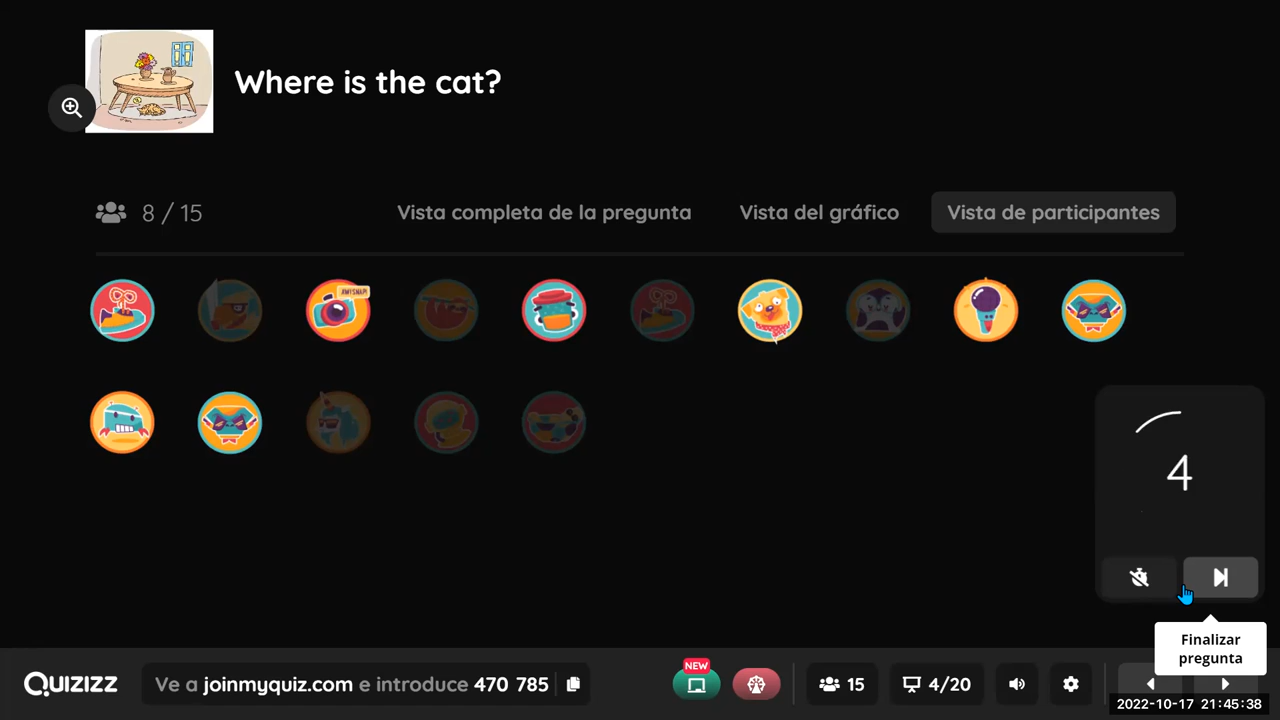 Where is the cat?
8 / 15
Vista completa de la pregunta
Vista del gráfico
Vista de participantes
AWYSNAP!
4
Finalizar
pregunta
QUIZIZZ
Ve a joinmyquiz.com e introduce 470 785
NEW
15
4/20
2022-10-17 21:45:38